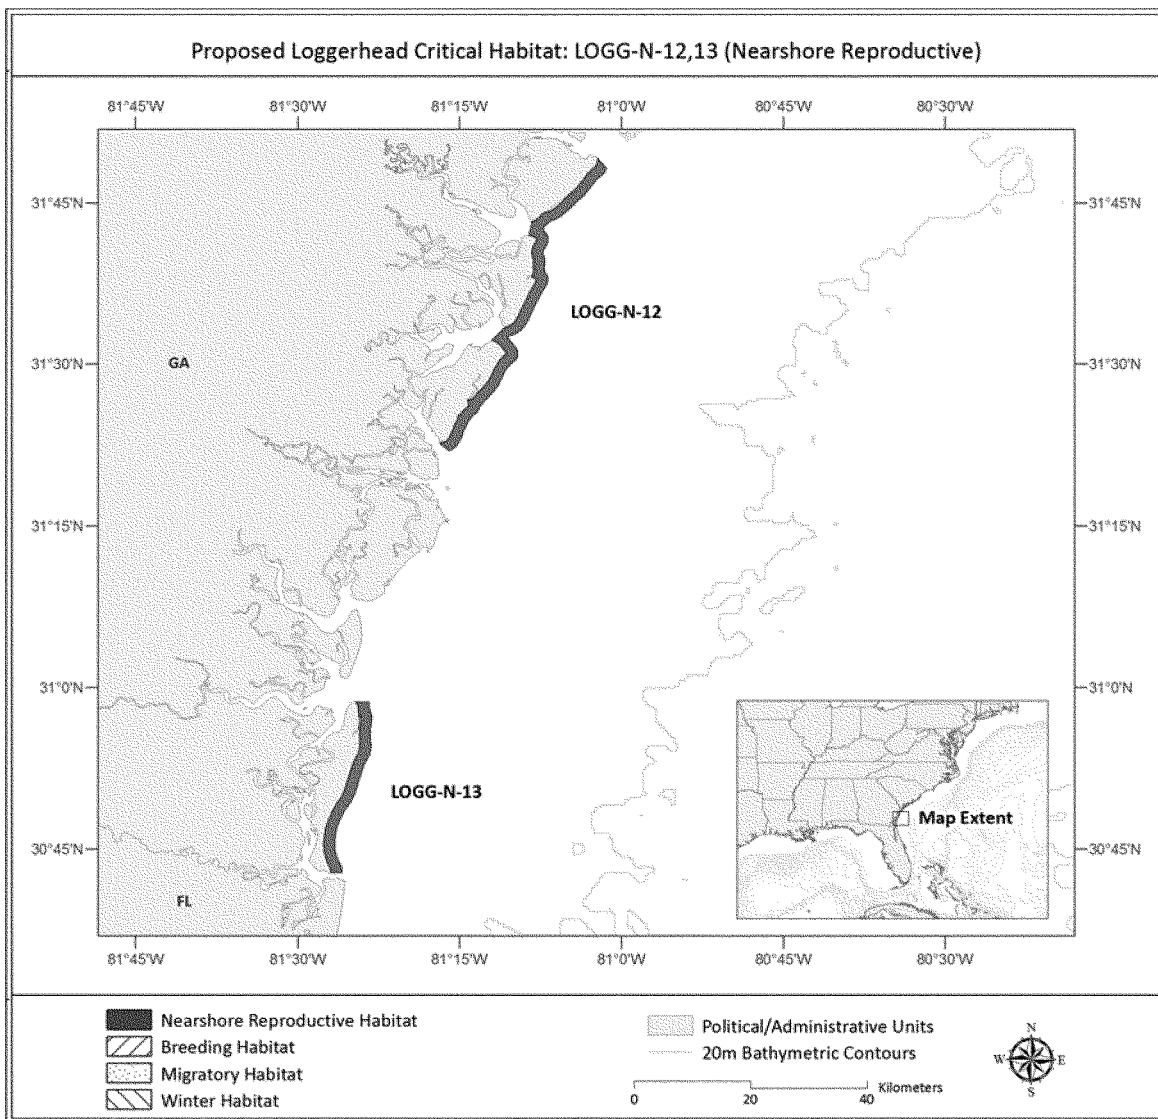 Proposed Loggerhead Critical Habitat: LOGG-N-12,13 (Nearshore Reproductive)
81°45'W 81°30'W 81°15'W 81°0'W 80°45'W 80°30'W
31°45'N 31°45'N
LOGG-N-12
31°30'N GA 31°30'N
31°15'N 31°15'N
31°0'N 31°0'N
LOGG-N-13
Map Extent
30°45'N 30°45'N
FL
81°45'W 81°30'W 81°15'W 81°0'W 80°45'W 80°30'W
Nearshore Reproductive Habitat
Breeding Habitat
Migratory Habitat
Winter Habitat
Political/Administrative Units
20m Bathymetric Contours
Kilometers
0 20 40
N
W E
S